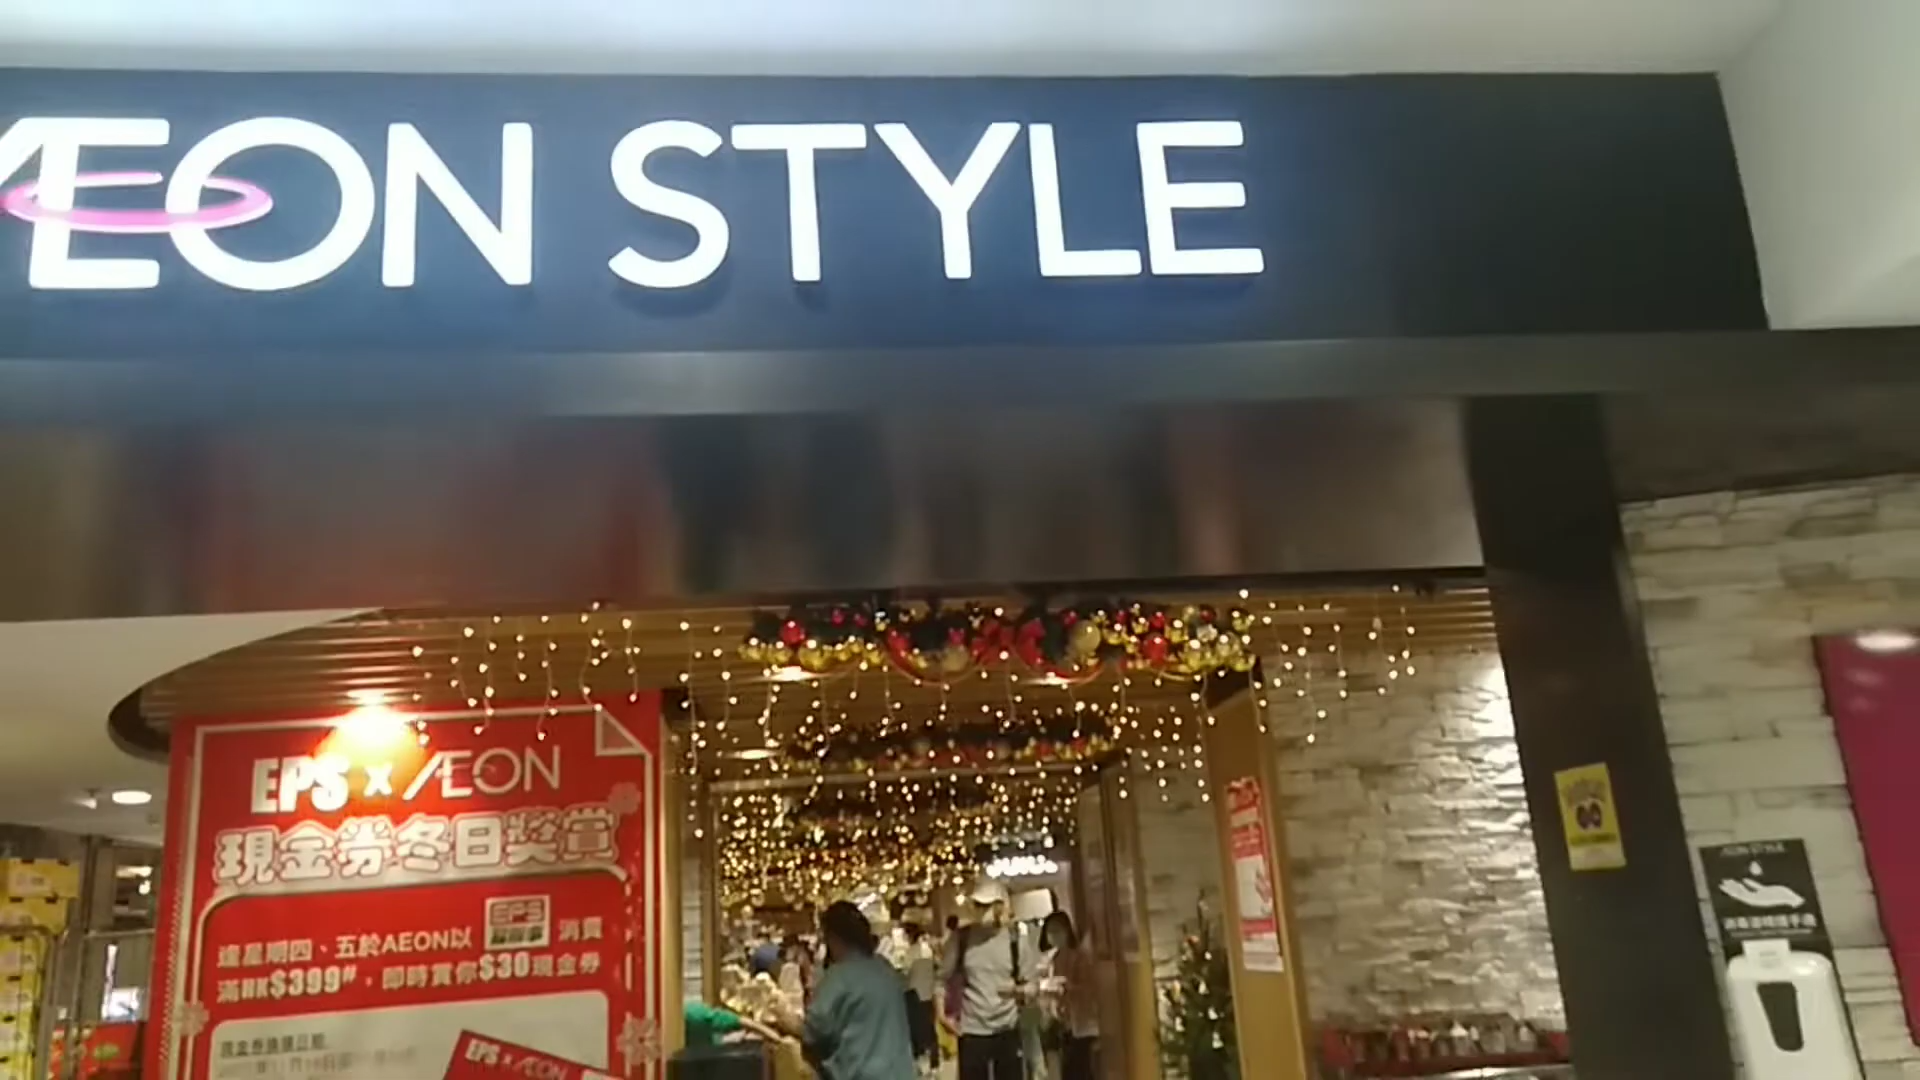 ÆON STYLE
EPS x ÆON
現金券冬日獎賞
逢星期四、五於AEON以 EPS 消費
滿HK$399#，即時賞你$30現金券
EPS x ÆON
ÆON STYLE